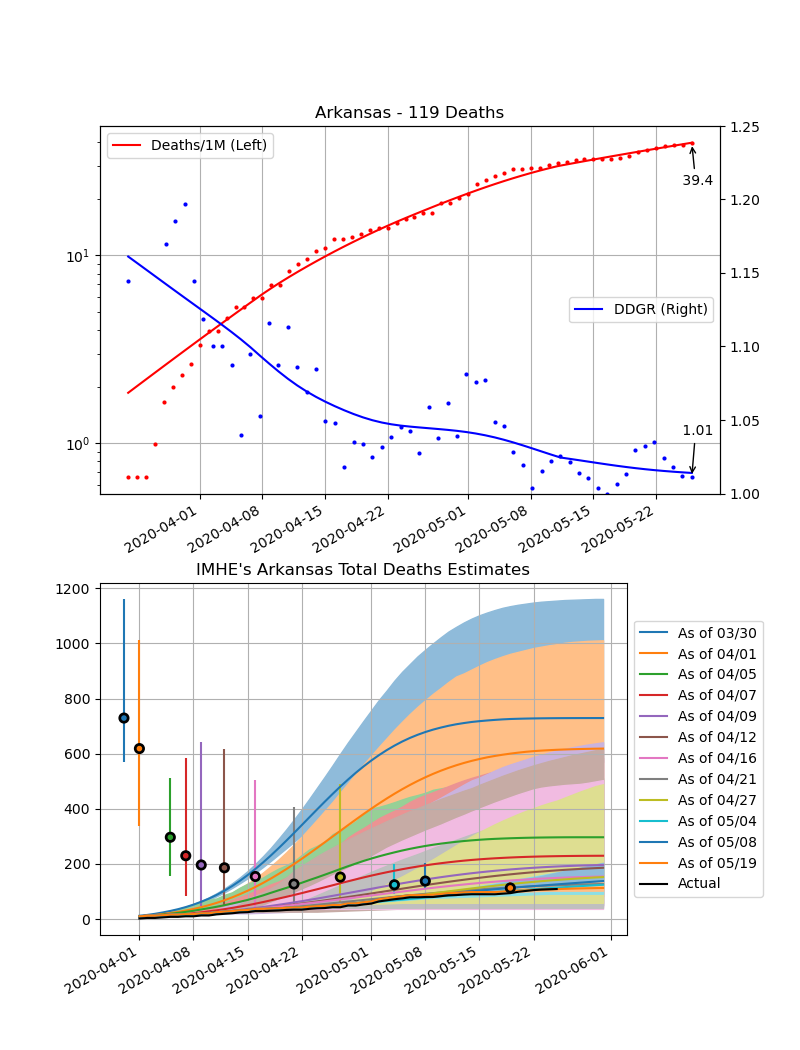 Arkansas - 119 Deaths
Deaths/1M (Left)
DDGR (Right)
39.4
1.01
10^1
10^0
1.25
1.20
1.15
1.10
1.05
1.00
2020-04-01
2020-04-08
2020-04-15
2020-04-22
2020-05-01
2020-05-08
2020-05-15
2020-05-22
IMHE's Arkansas Total Deaths Estimates
1200
1000
800
600
400
200
0
2020-04-01
2020-04-08
2020-04-15
2020-04-22
2020-05-01
2020-05-08
2020-05-15
2020-05-22
2020-06-01
As of 03/30
As of 04/01
As of 04/05
As of 04/07
As of 04/09
As of 04/12
As of 04/16
As of 04/21
As of 04/27
As of 05/04
As of 05/08
As of 05/19
Actual